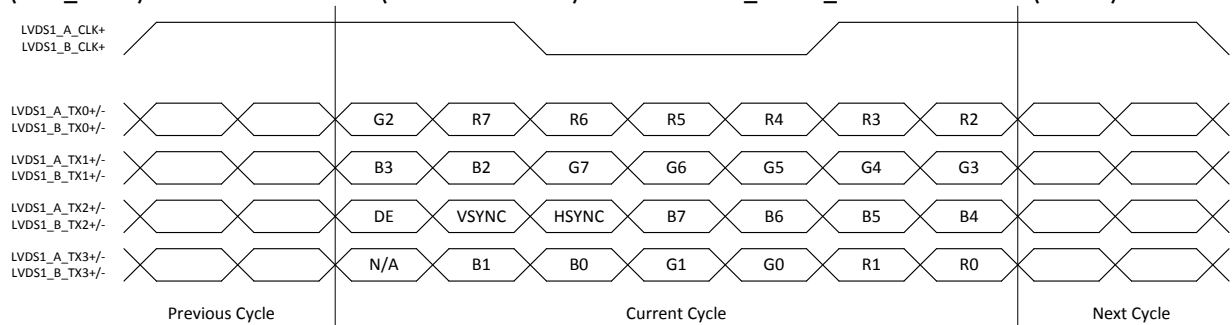 LVDS1_A_CLK+
LVDS1_B_CLK+
LVDS1_A_TX0+/-
LVDS1_B_TX0+/-
G2 R7 R6 R5 R4 R3 R2
LVDS1_A_TX1+/-
LVDS1_B_TX1+/-
B3 B2 G7 G6 G5 G4 G3
LVDS1_A_TX2+/-
LVDS1_B_TX2+/-
DE VSYNC HSYNC B7 B6 B5 B4
LVDS1_A_TX3+/-
LVDS1_B_TX3+/-
N/A B1 B0 G1 G0 R1 R0
Previous Cycle Current Cycle Next Cycle